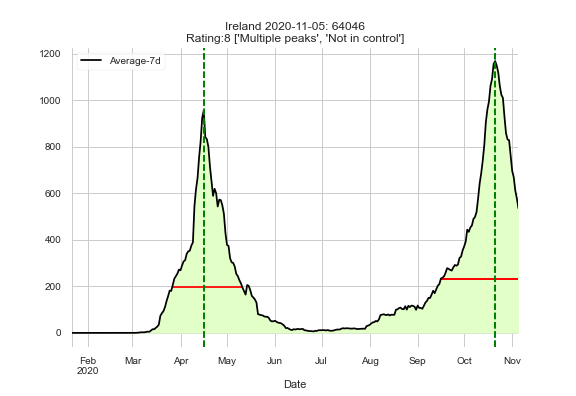 Ireland 2020-11-05: 64046
Rating:8 ['Multiple peaks', 'Not in control']
Average-7d
1200
1000
800
600
400
200
0
Feb Mar Apr May Jun Jul Aug Sep Oct Nov
2020
Date